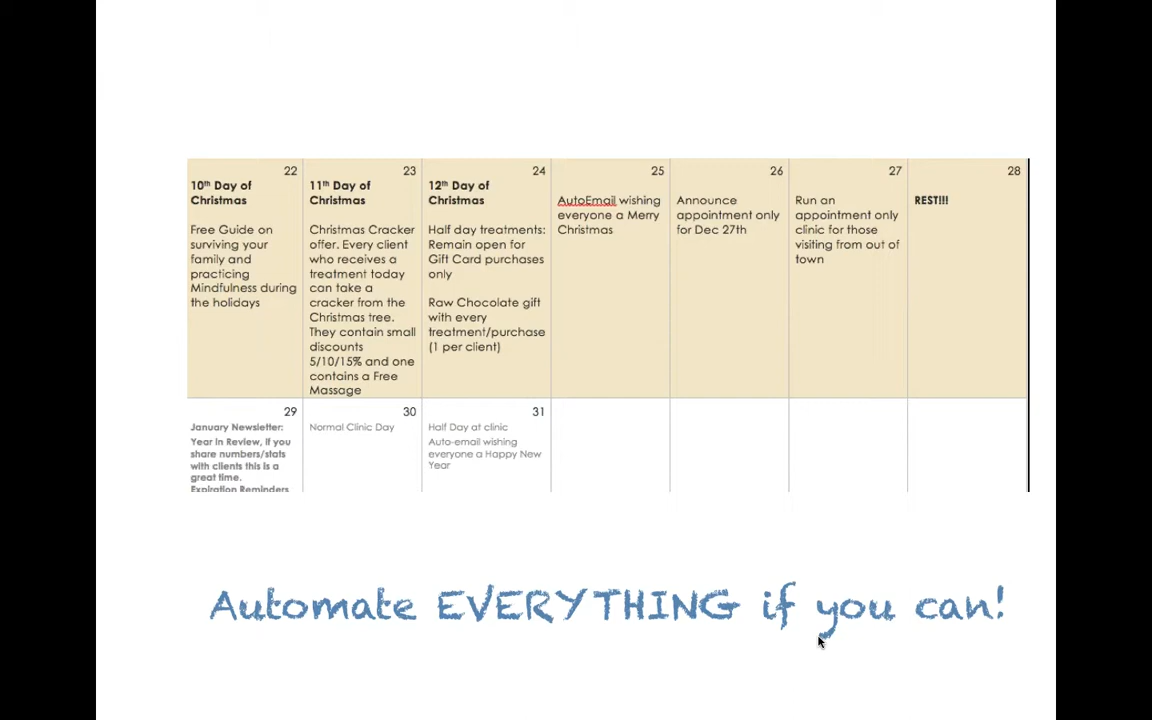 22
10th Day of
Christmas
Free Guide on
surviving your
family and
practicing
Mindfulness during
the holidays
23
11th Day of
Christmas
Christmas Cracker
offer. Every client
who receives a
treatment today
can take a
cracker from the
Christmas tree.
They contain small
discounts
5/10/15% and one
contains a Free
Massage
24
12th Day of
Christmas
Half day treatments:
Remain open for
Gift Card purchases
only
Raw Chocolate gift
with every
treatment/purchase
(1 per client)
25
AutoEmail wishing
everyone a Merry
Christmas
26
Announce
appointment only
for Dec 27th
27
Run an
appointment only
clinic for those
visiting from out of
town
28
REST!!!
29
January Newsletter:
Year in Review, if you
share numbers/stats
with clients this is a
great time.
Expiration Reminders
30
Normal Clinic Day
31
Half Day at clinic
Auto-email wishing
everyone a Happy New
Year
Automate EVERYTHING if you can!